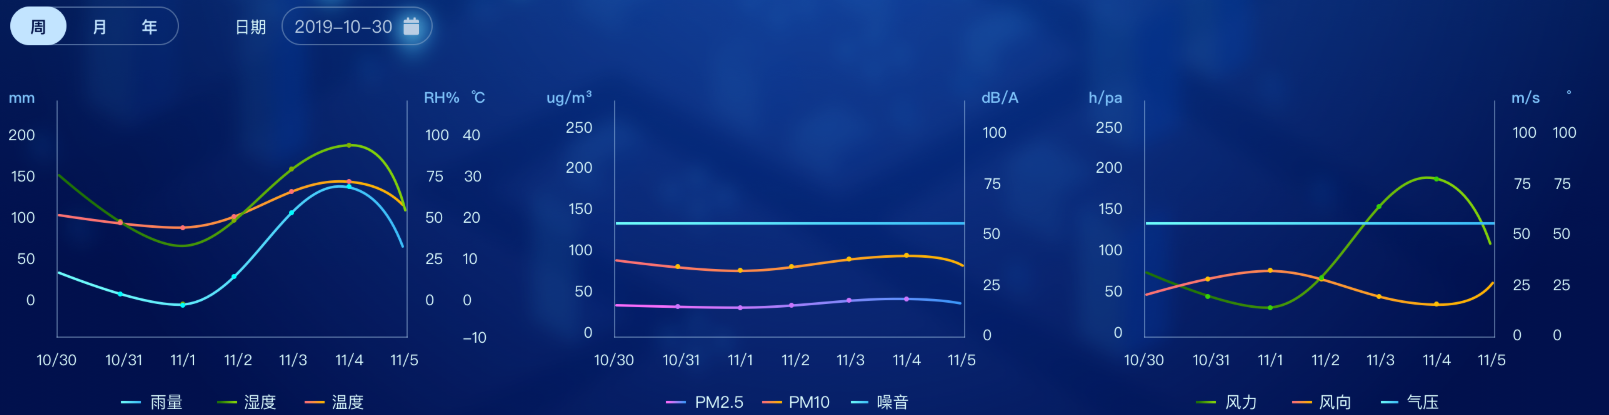 周 月 年 日期 2019-10-30
mm RH% ℃ ug/m³ dB/A h/pa m/s °
200 100 40 250 100 250 100 100
150 75 30 200 75 200 75 75
100 50 20 150 50 150 50 50
50 25 10 100 25 100 25 25
0 0 0 50 0 50 0 0
-10 0 0
10/30 10/31 11/1 11/2 11/3 11/4 11/5 10/30 10/31 11/1 11/2 11/3 11/4 11/5 10/30 10/31 11/1 11/2 11/3 11/4 11/5
雨量 湿度 温度 PM2.5 PM10 噪音 风力 风向 气压